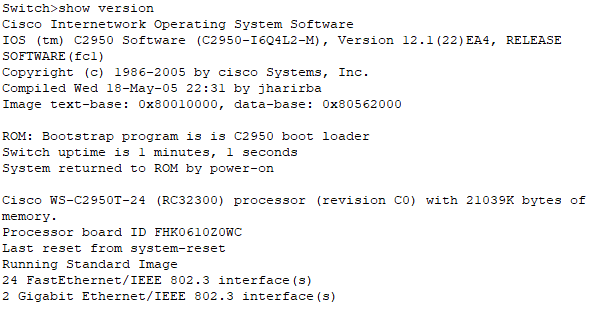 Switch>show version
Cisco Internetwork Operating System Software
IOS (tm) C2950 Software (C2950-I6Q4L2-M), Version 12.1(22)EA4, RELEASE
SOFTWARE(fc1)
Copyright (c) 1986-2005 by cisco Systems, Inc.
Compiled Wed 18-May-05 22:31 by jharirba
Image text-base: 0x80010000, data-base: 0x80562000

ROM: Bootstrap program is is C2950 boot loader
Switch uptime is 1 minutes, 1 seconds
System returned to ROM by power-on

Cisco WS-C2950T-24 (RC32300) processor (revision C0) with 21039K bytes of
memory.
Processor board ID FHK0610Z0WC
Last reset from system-reset
Running Standard Image
24 FastEthernet/IEEE 802.3 interface(s)
2 Gigabit Ethernet/IEEE 802.3 interface(s)